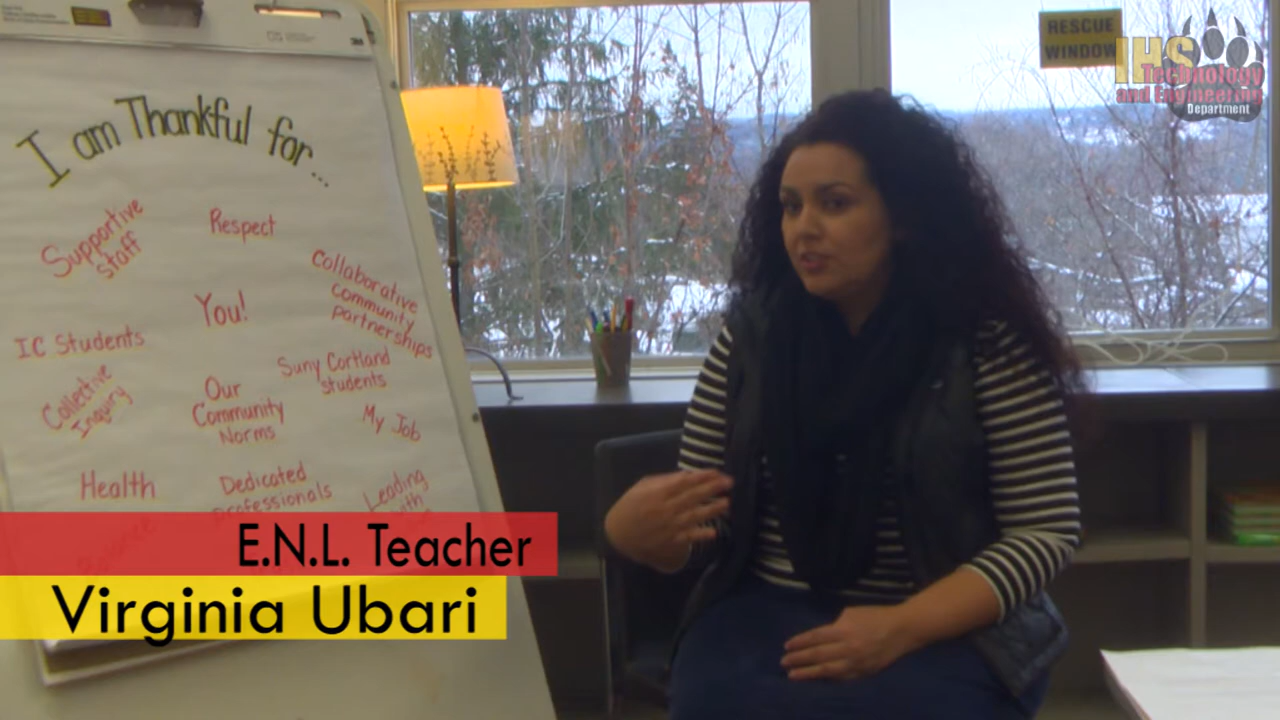 I am Thankful for...
Supportive
staff
Respect
collaborative
community
partnerships
You!
IC Students
Suny Cortland
students
Collective
Inquiry
Our
Community
Norms
My Job
Health
Dedicated
professionals
Leading
E.N.L. Teacher
Virginia Ubari
RESCUE
WINDOW
IHS
Technology
and Engineering
Department